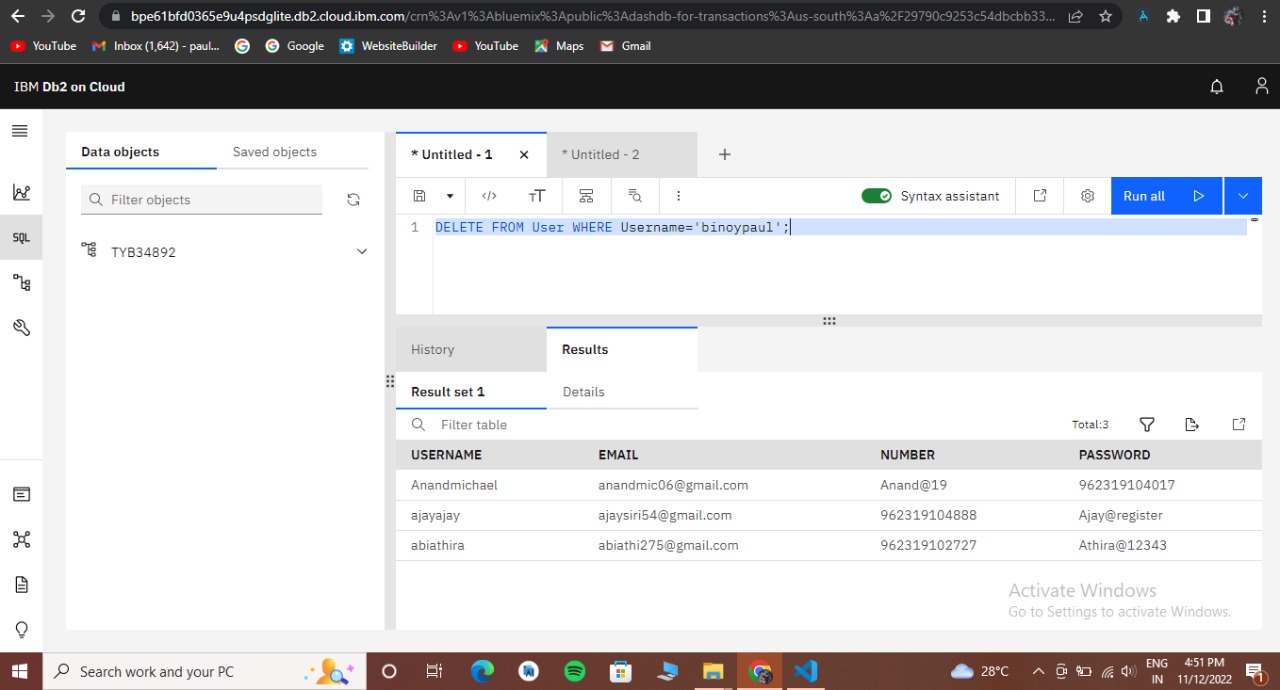 bpe61bfd0365e9u4psdglite.db2.cloud.ibm.com/crn%3Av1%3Abluemix%3Apublic%3Adashdb-for-transactions%3Aus-south%3Aa%2F29790c9253c54dbcbb33...
YouTube Inbox (1,642) - paul... Google WebsiteBuilder YouTube Maps Gmail
IBM Db2 on Cloud
Data objects Saved objects
* Untitled - 1 × * Untitled - 2 +
Filter objects
</> TT Syntax assistant Run all
SQL
1 DELETE FROM User WHERE Username='binoypaul';
TYB34892
History Results
Result set 1 Details
Filter table Total:3
USERNAME EMAIL NUMBER PASSWORD
Anandmichael anandmic06@gmail.com Anand@19 962319104017
ajayajay ajaysiri54@gmail.com 962319104888 Ajay@register
abiathira abiathi275@gmail.com 962319102727 Athira@12343
Activate Windows
Go to Settings to activate Windows.
Search work and your PC
28°C
ENG
IN
4:51 PM
11/12/2022
1